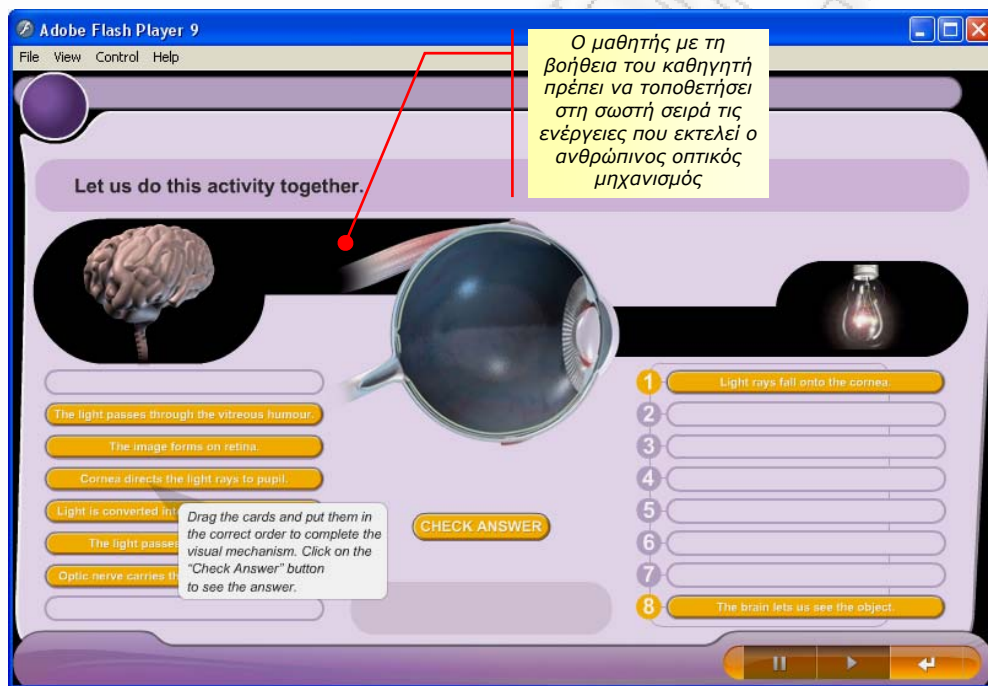 Adobe Flash Player 9
File View Control Help
Ο μαθητής με τη
βοήθεια του καθηγητή
πρέπει να τοποθετήσει
στη σωστή σειρά τις
ενέργειες που εκτελεί ο
ανθρώπινος οπτικός
μηχανισμός
Let us do this activity together.
The light passes through the vitreous humour.
The image forms on retina.
Cornea directs the light rays to pupil.
Light is converted
The light passes
Optic nerve carries
Drag the cards and put them in
the correct order to complete the
visual mechanism. Click on the
“Check Answer” button
to see the answer.
CHECK ANSWER
1 Light rays fall onto the cornea.
2
3
4
5
6
7
8 The brain lets us see the object.